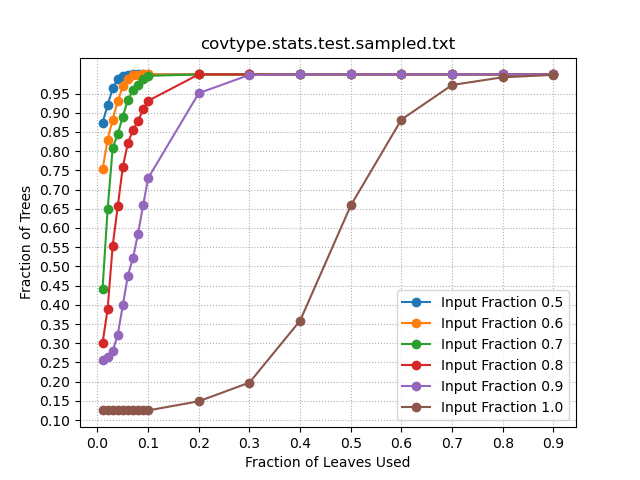 covtype.stats.test.sampled.txt
Fraction of Trees
0.95
0.90
0.85
0.80
0.75
0.70
0.65
0.60
0.55
0.50
0.45
0.40
0.35
0.30
0.25
0.20
0.15
0.10
Input Fraction 0.5
Input Fraction 0.6
Input Fraction 0.7
Input Fraction 0.8
Input Fraction 0.9
Input Fraction 1.0
0.0 0.1 0.2 0.3 0.4 0.5 0.6 0.7 0.8 0.9
Fraction of Leaves Used